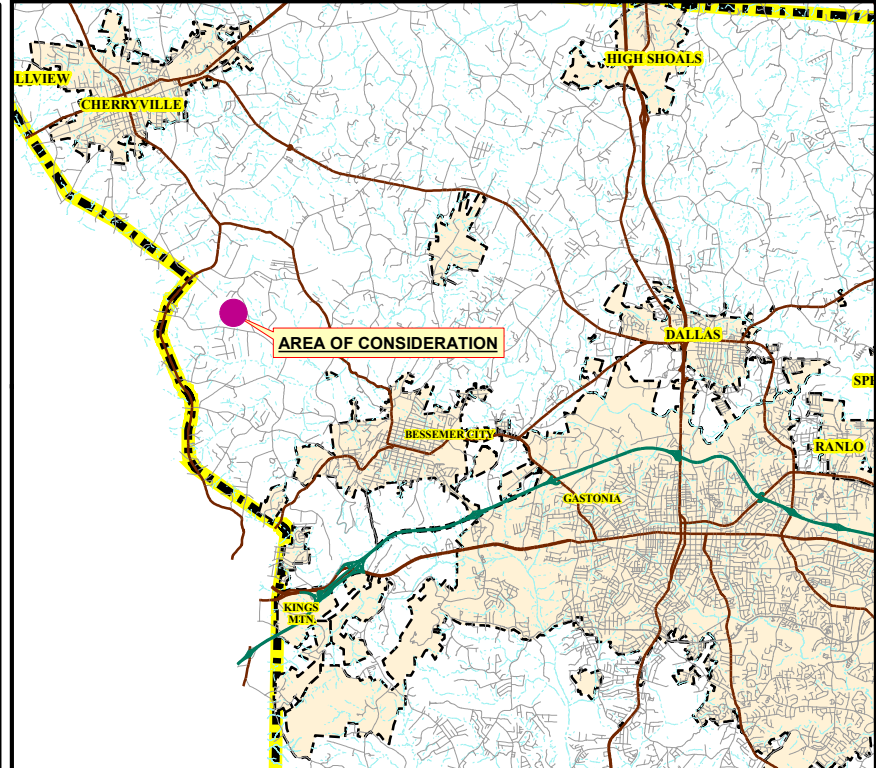 HIGH SHOALS
LLVIEW
CHERRYVILLE
DALLAS
AREA OF CONSIDERATION
SPE
BESSEMER CITY
RANLO
GASTONIA
KINGS
MTN.